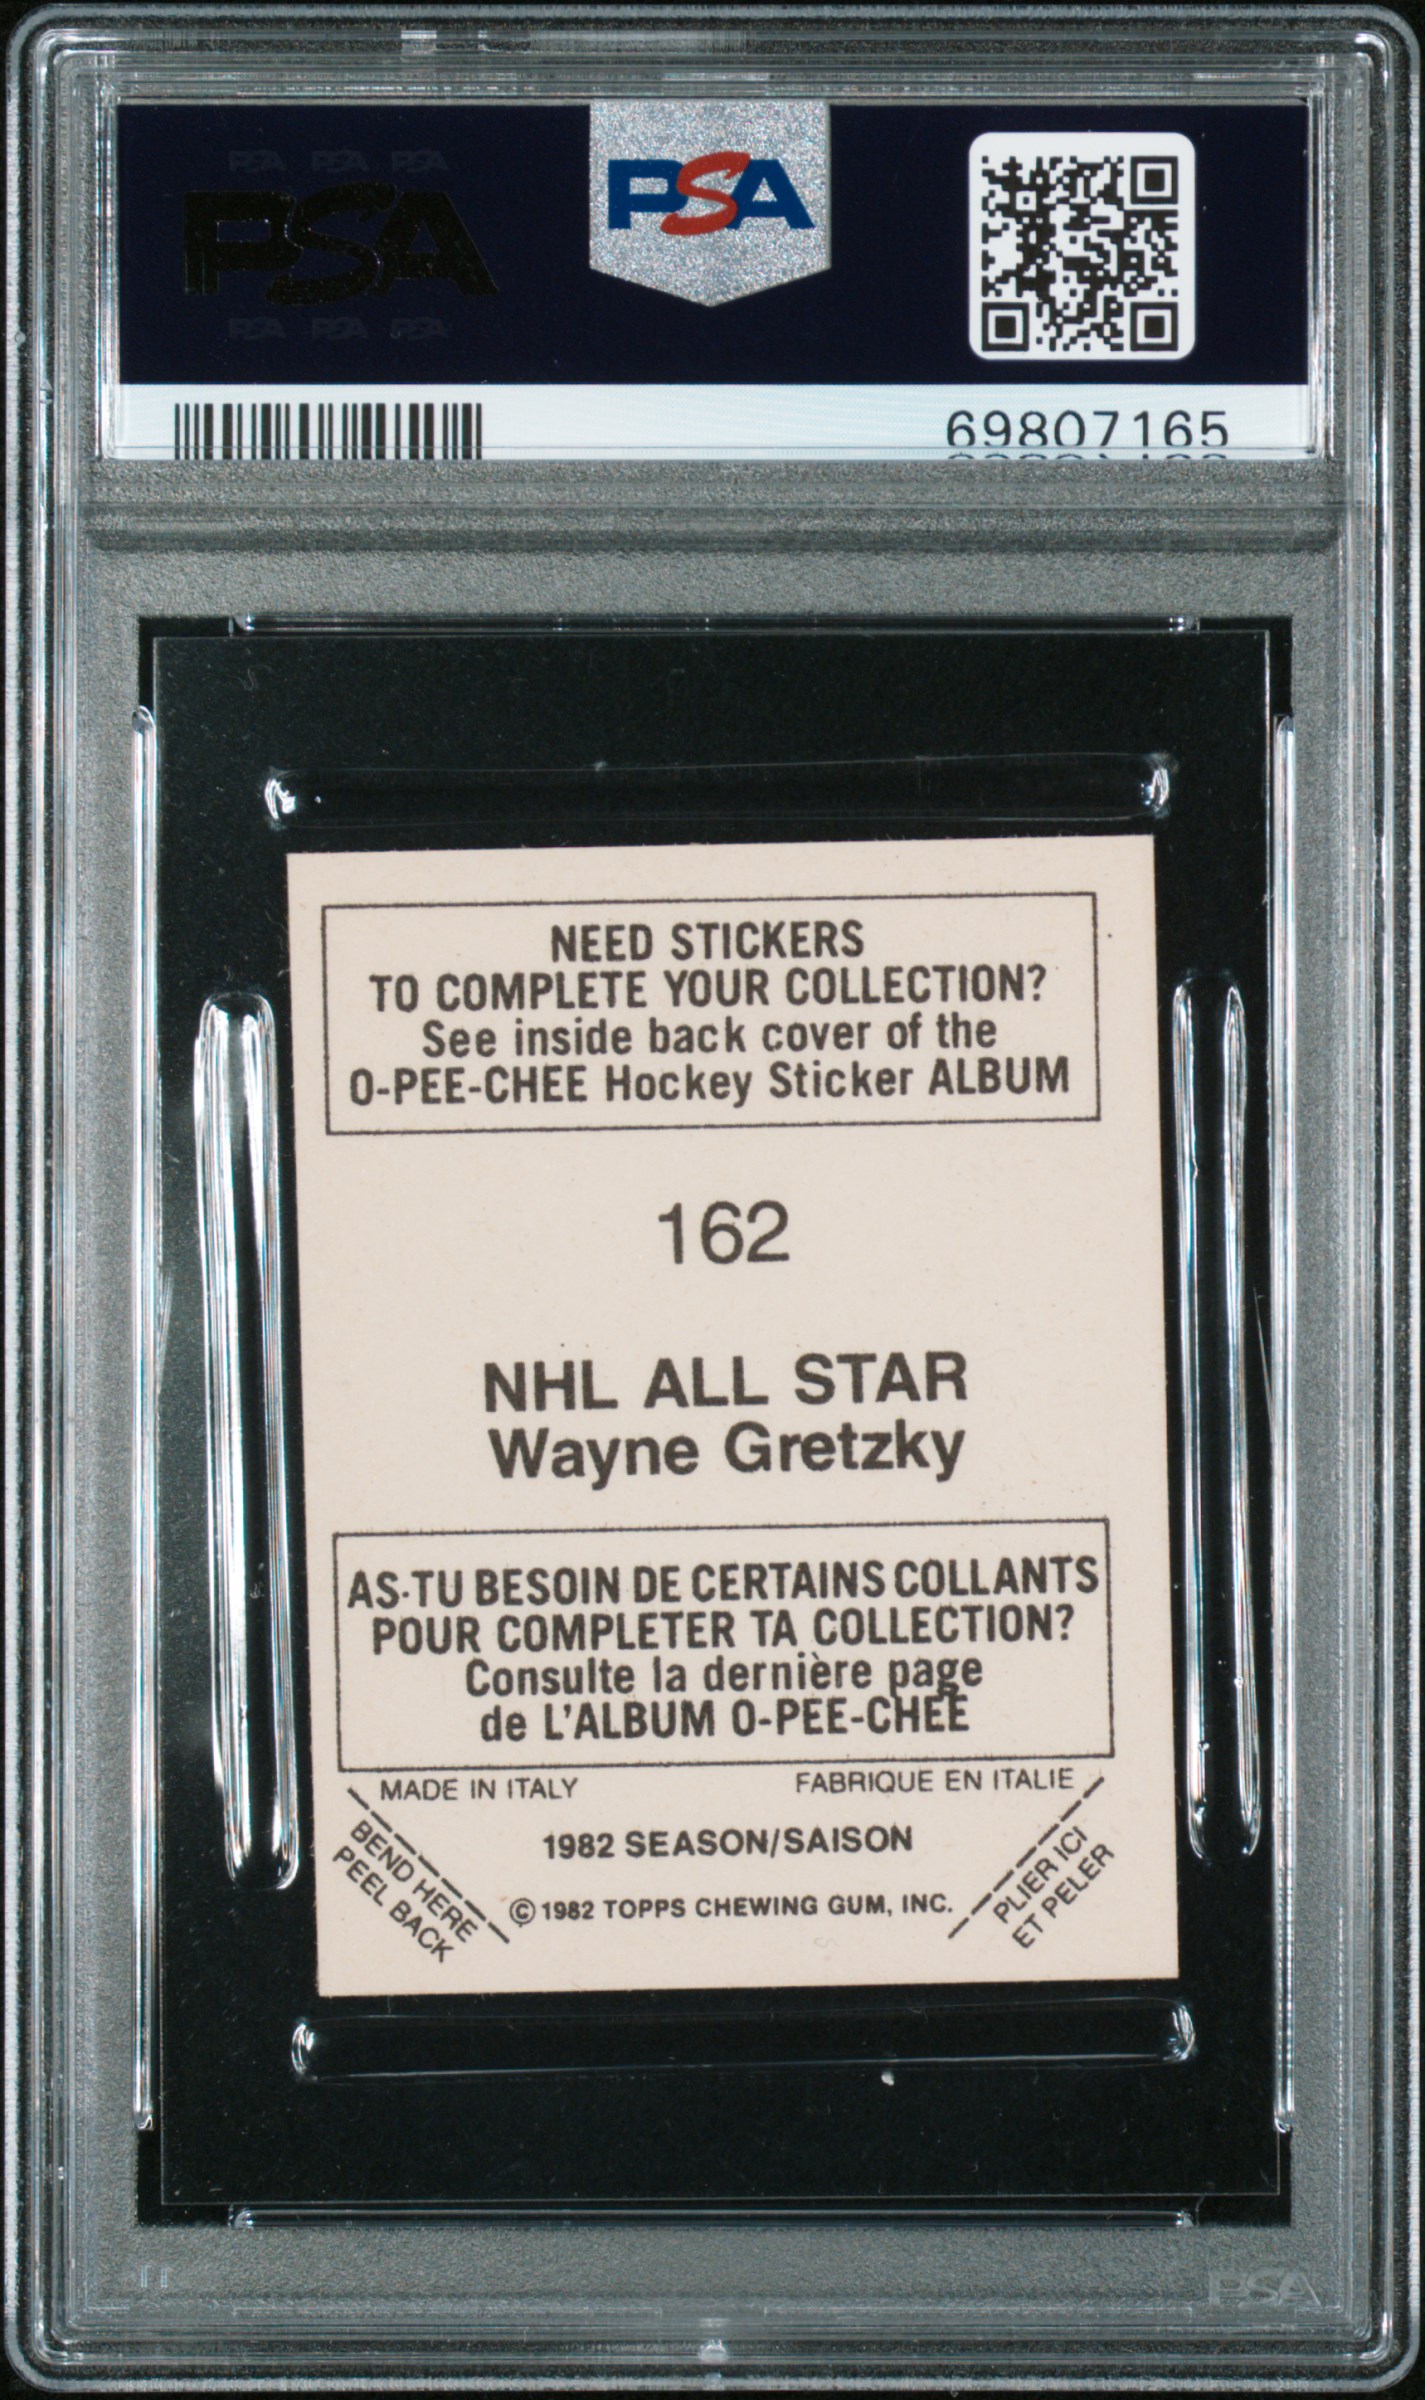 PSA PSA PSA
PSA
PSA PSA PSA
PSA
69807165
NEED STICKERS
TO COMPLETE YOUR COLLECTION?
See inside back cover of the
O-PEE-CHEE Hockey Sticker ALBUM
162
NHL ALL STAR
Wayne Gretzky
AS-TU BESOIN DE CERTAINS COLLANTS
POUR COMPLETER TA COLLECTION?
Consulte la dernière page
de L'ALBUM O-PEE-CHEE
MADE IN ITALY
FABRIQUE EN ITALIE
BEND HERE
PEEL BACK
1982 SEASON/SAISON
PLIER ICI
ET PELER
© 1982 TOPPS CHEWING GUM, INC.
PSA